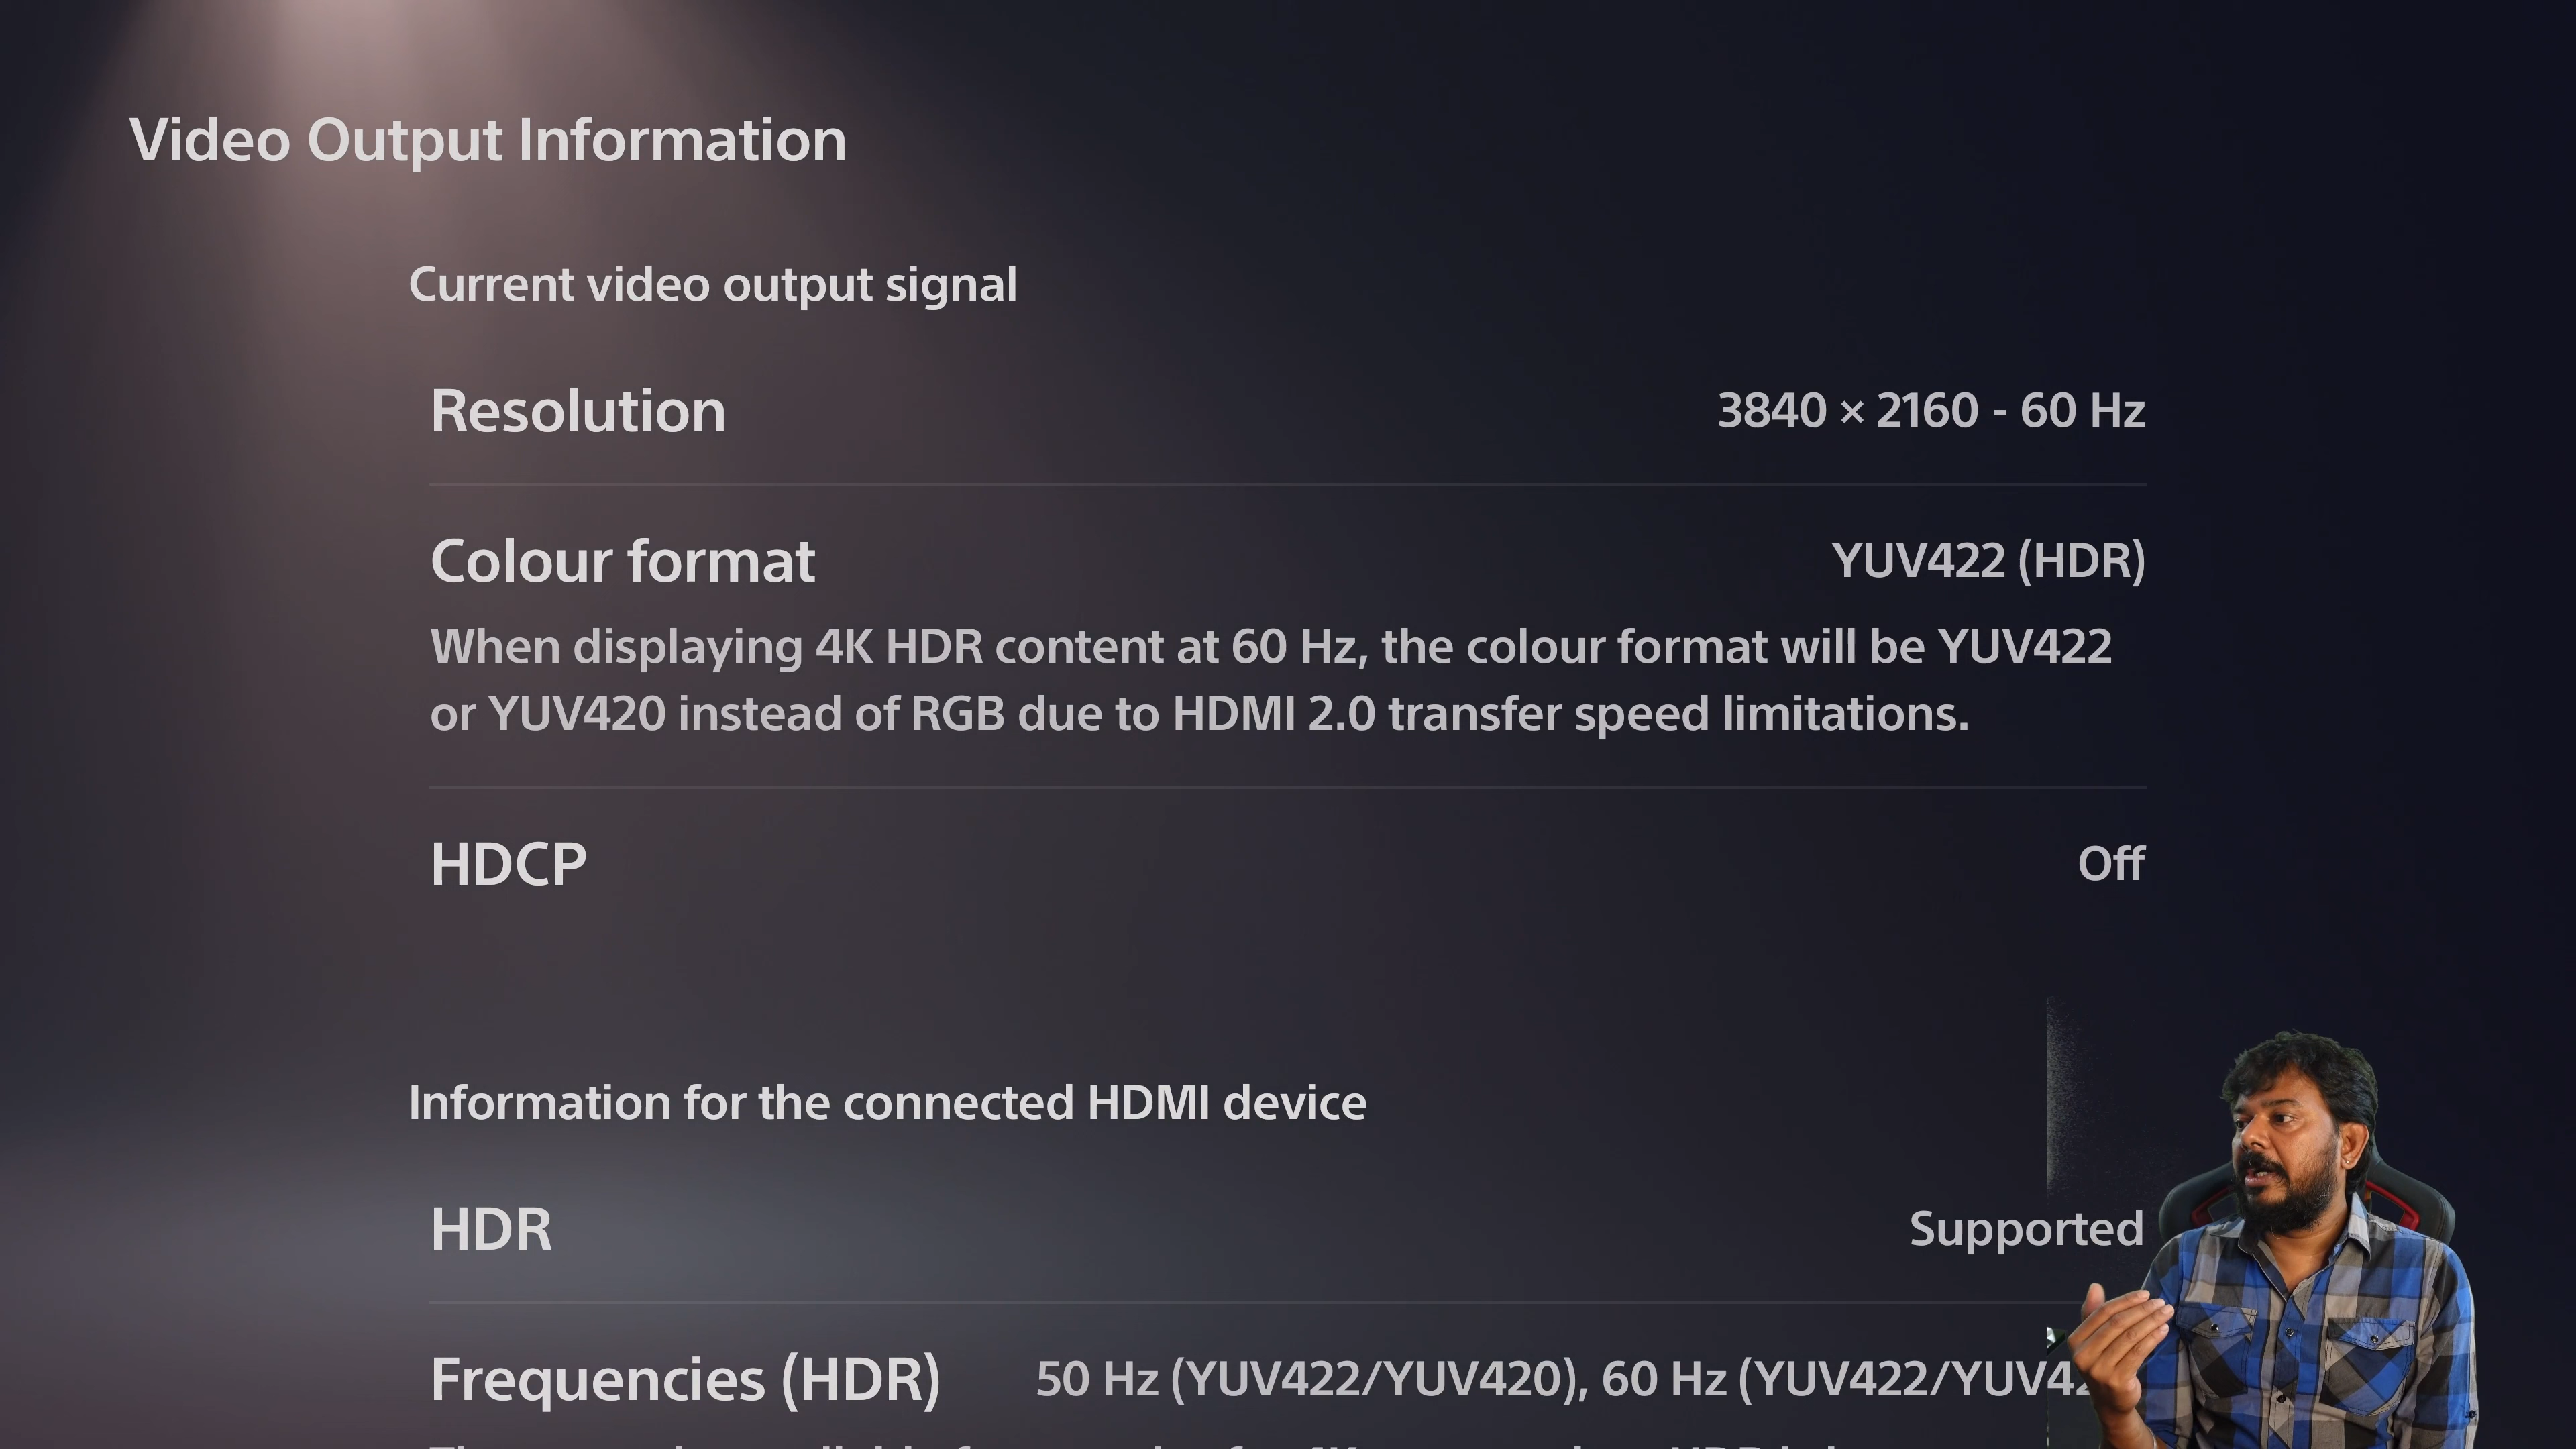 Video Output Information
Current video output signal
Resolution 3840 × 2160 - 60 Hz
Colour format YUV422 (HDR)
When displaying 4K HDR content at 60 Hz, the colour format will be YUV422
or YUV420 instead of RGB due to HDMI 2.0 transfer speed limitations.
HDCP Off
Information for the connected HDMI device
HDR Supported
Frequencies (HDR) 50 Hz (YUV422/YUV420), 60 Hz (YUV422/YUV42